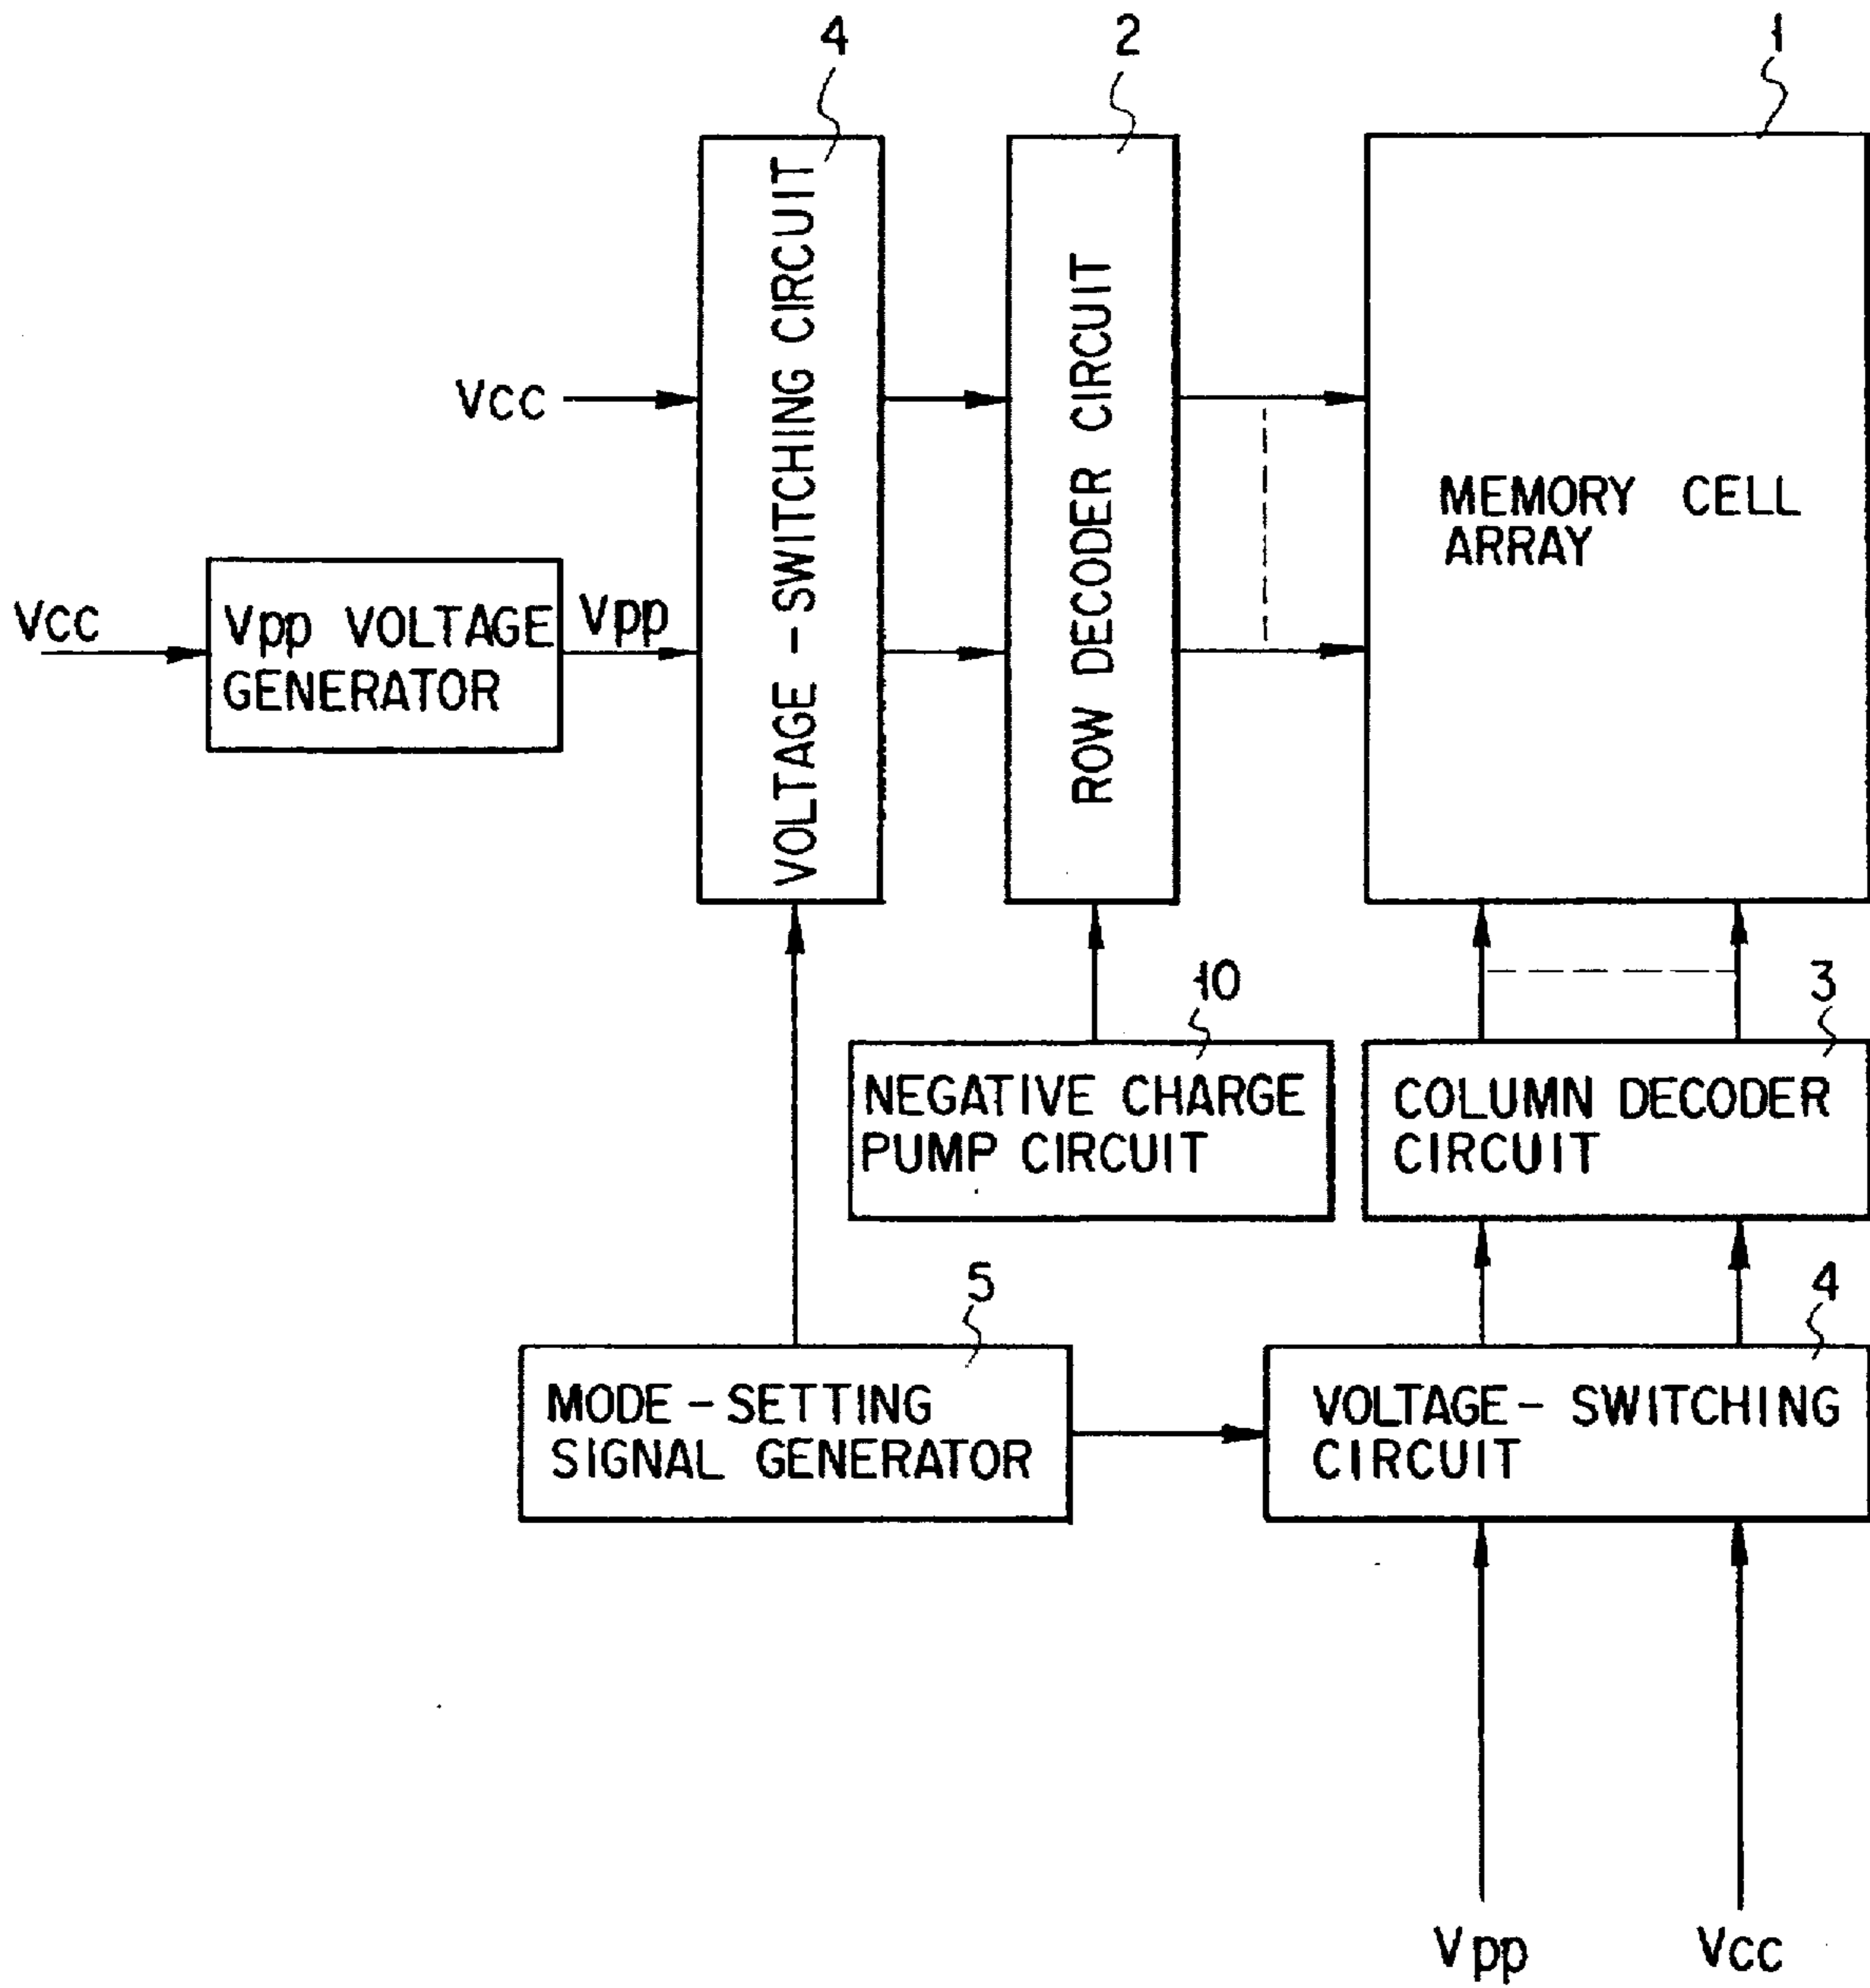 4
2
1
VOLTAGE - SWITCHING CIRCUIT
ROW DECODER CIRCUIT
VCC
MEMORY CELL
ARRAY
VCC
Vpp VOLTAGE
GENERATOR
Vpp
10
3
NEGATIVE CHARGE
PUMP CIRCUIT
COLUMN DECODER
CIRCUIT
5
4
MODE - SETTING
SIGNAL GENERATOR
VOLTAGE - SWITCHING
CIRCUIT
Vpp
VCC